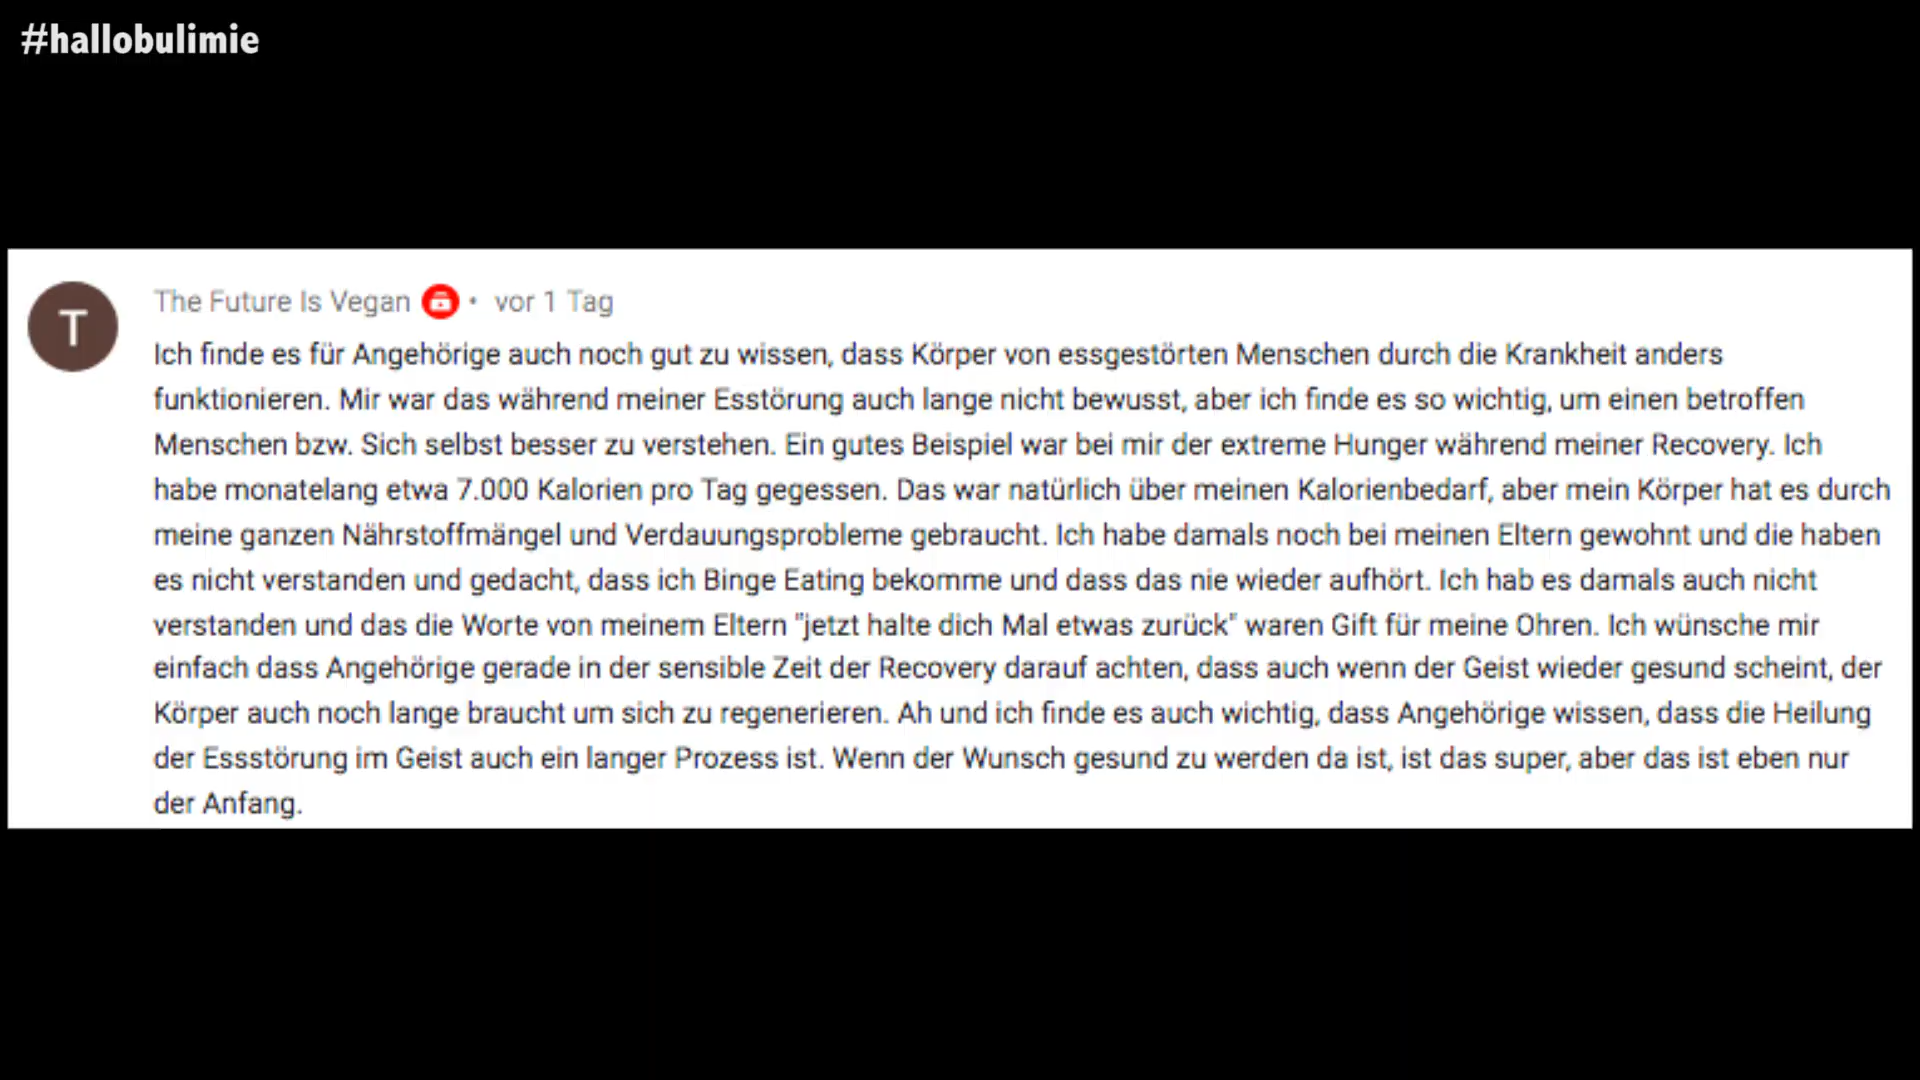 #hallobulimie
T
The Future Is Vegan • vor 1 Tag
Ich finde es für Angehörige auch noch gut zu wissen, dass Körper von essgestörten Menschen durch die Krankheit anders
funktionieren. Mir war das während meiner Esstörung auch lange nicht bewusst, aber ich finde es so wichtig, um einen betroffen
Menschen bzw. Sich selbst besser zu verstehen. Ein gutes Beispiel war bei mir der extreme Hunger während meiner Recovery. Ich
habe monatelang etwa 7.000 Kalorien pro Tag gegessen. Das war natürlich über meinen Kalorienbedarf, aber mein Körper hat es durch
meine ganzen Nährstoffmängel und Verdauungsprobleme gebraucht. Ich habe damals noch bei meinen Eltern gewohnt und die haben
es nicht verstanden und gedacht, dass ich Binge Eating bekomme und dass das nie wieder aufhört. Ich hab es damals auch nicht
verstanden und das die Worte von meinem Eltern "jetzt halte dich Mal etwas zurück" waren Gift für meine Ohren. Ich wünsche mir
einfach dass Angehörige gerade in der sensible Zeit der Recovery darauf achten, dass auch wenn der Geist wieder gesund scheint, der
Körper auch noch lange braucht um sich zu regenerieren. Ah und ich finde es auch wichtig, dass Angehörige wissen, dass die Heilung
der Essstörung im Geist auch ein langer Prozess ist. Wenn der Wunsch gesund zu werden da ist, ist das super, aber das ist eben nur
der Anfang.